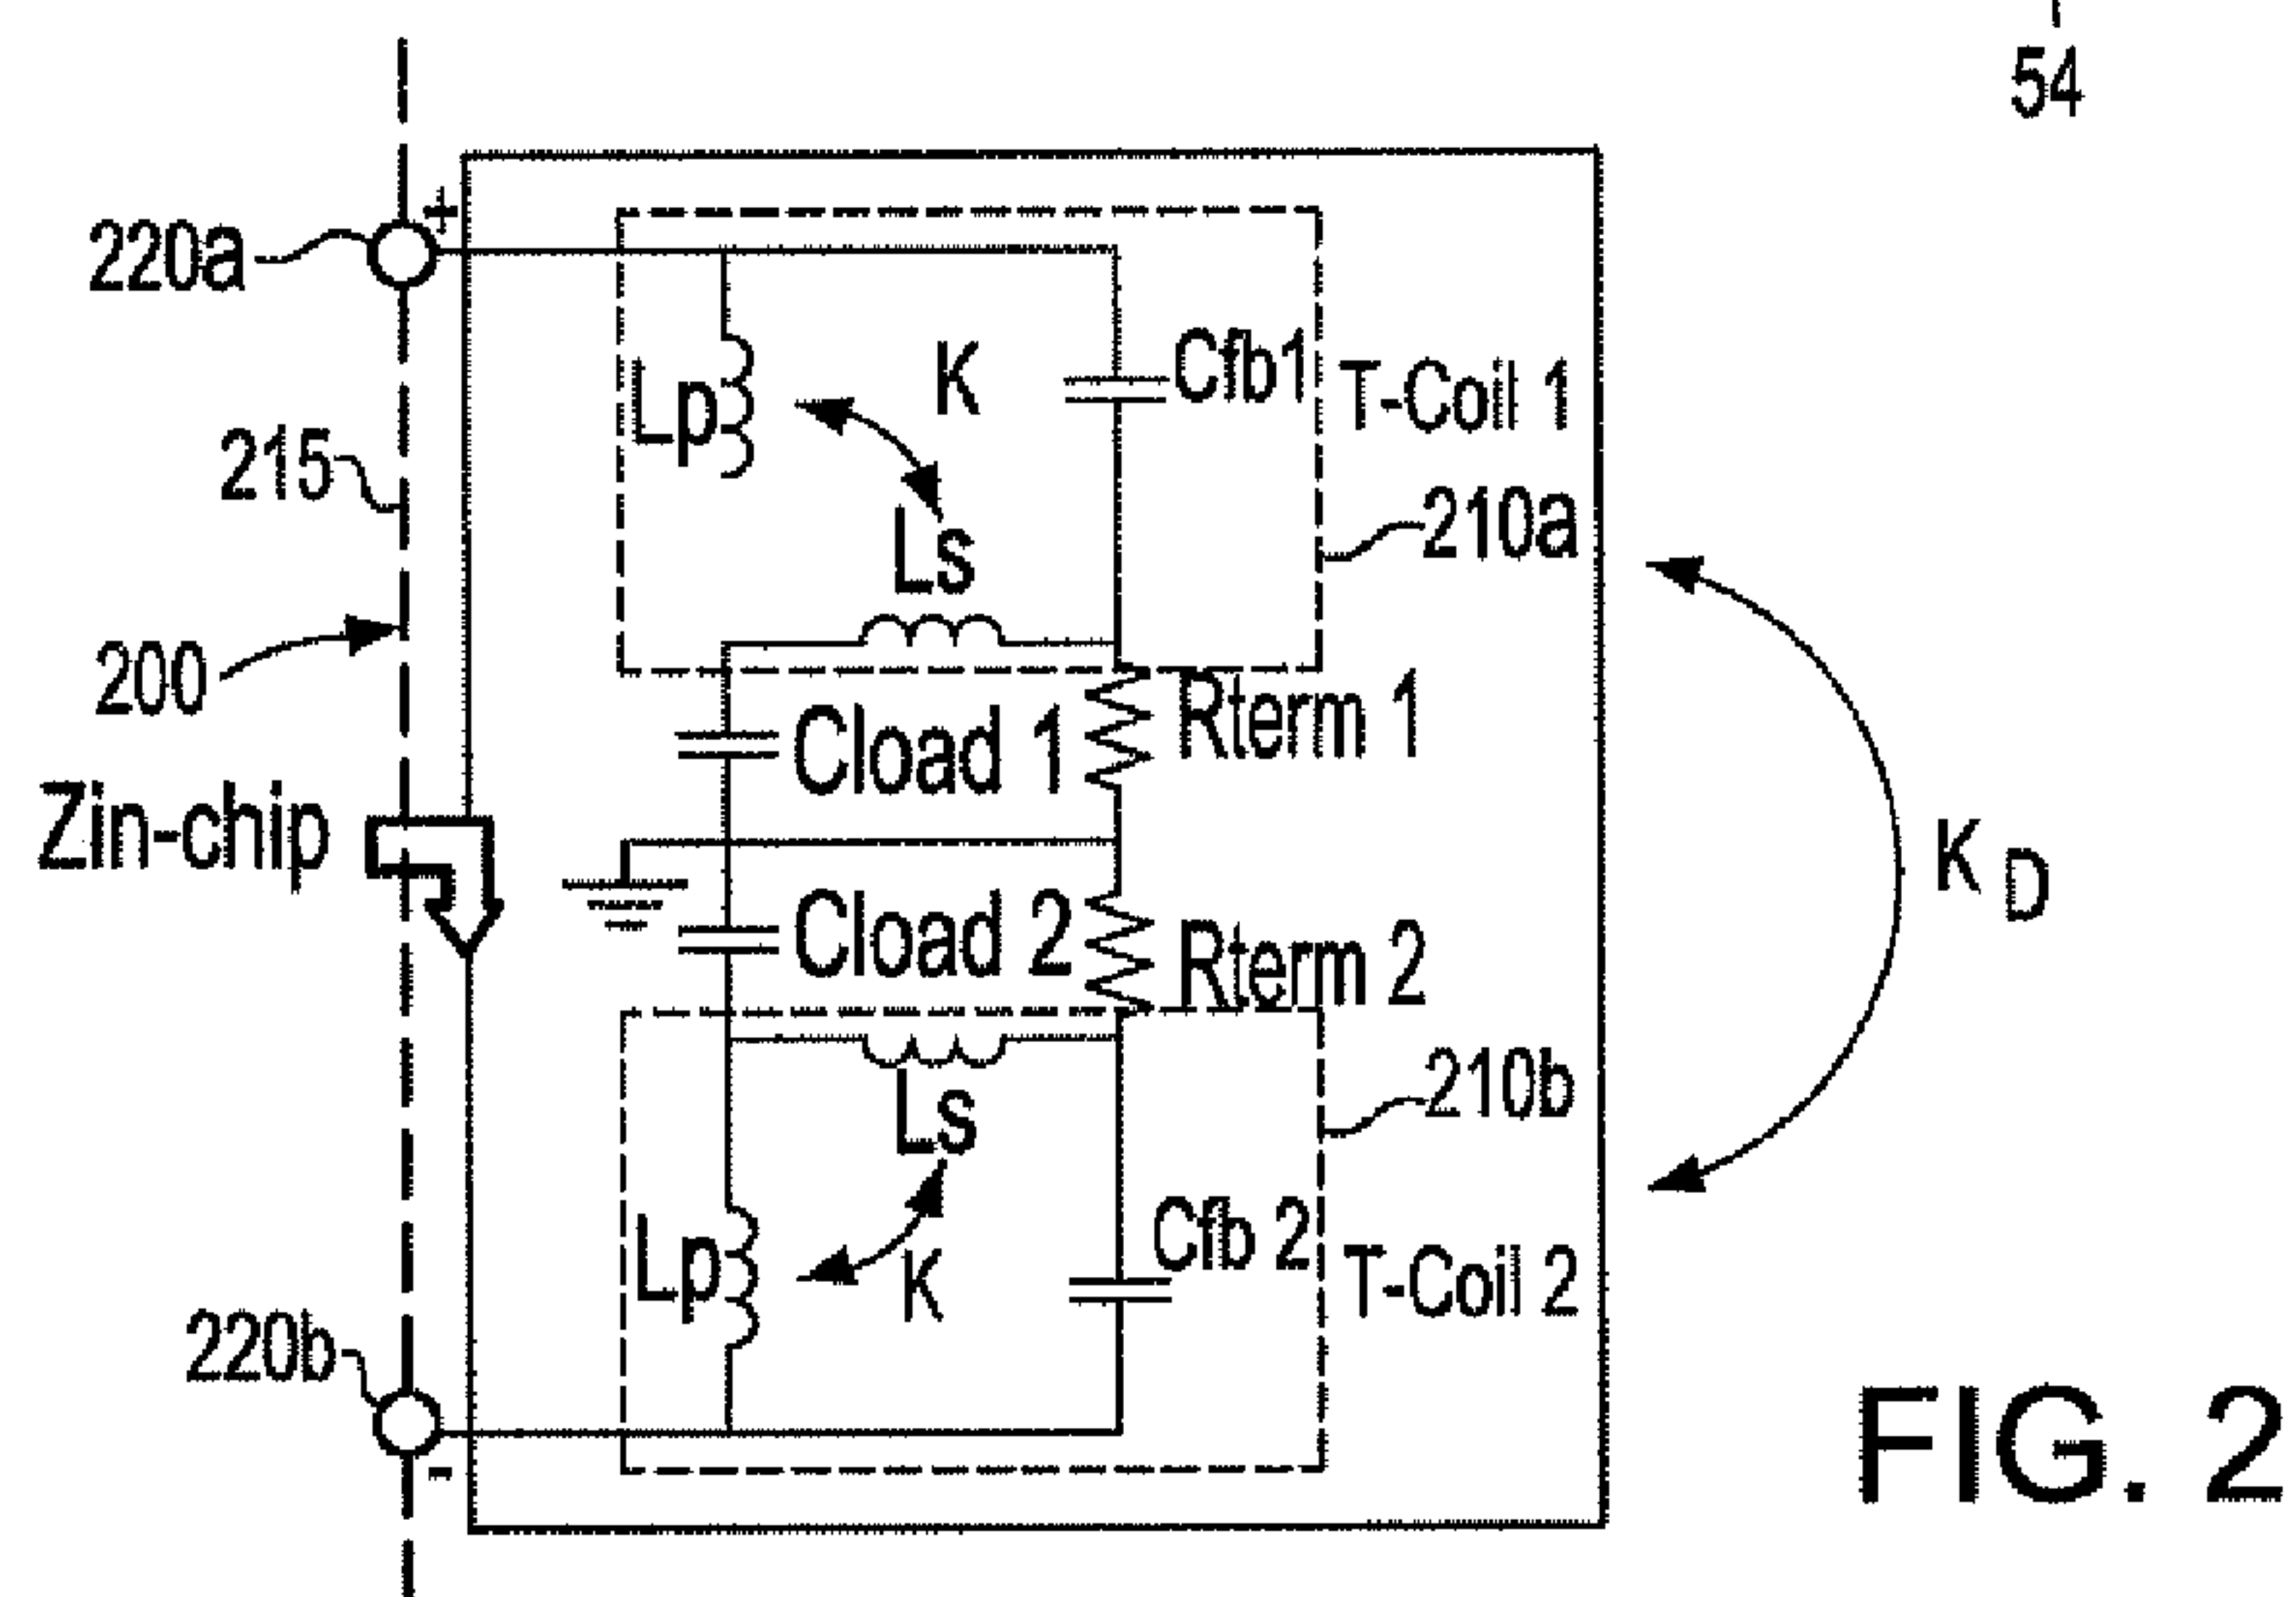 54
+
220a
Lp
K
Cfb1
T-Coil 1
215
210a
Ls
200
Cload 1
Rterm 1
Zin-chip
K D
Cload 2
Rterm 2
210b
Ls
Lp
K
Cfb 2
T-Coil 2
220b
-
FIG. 2